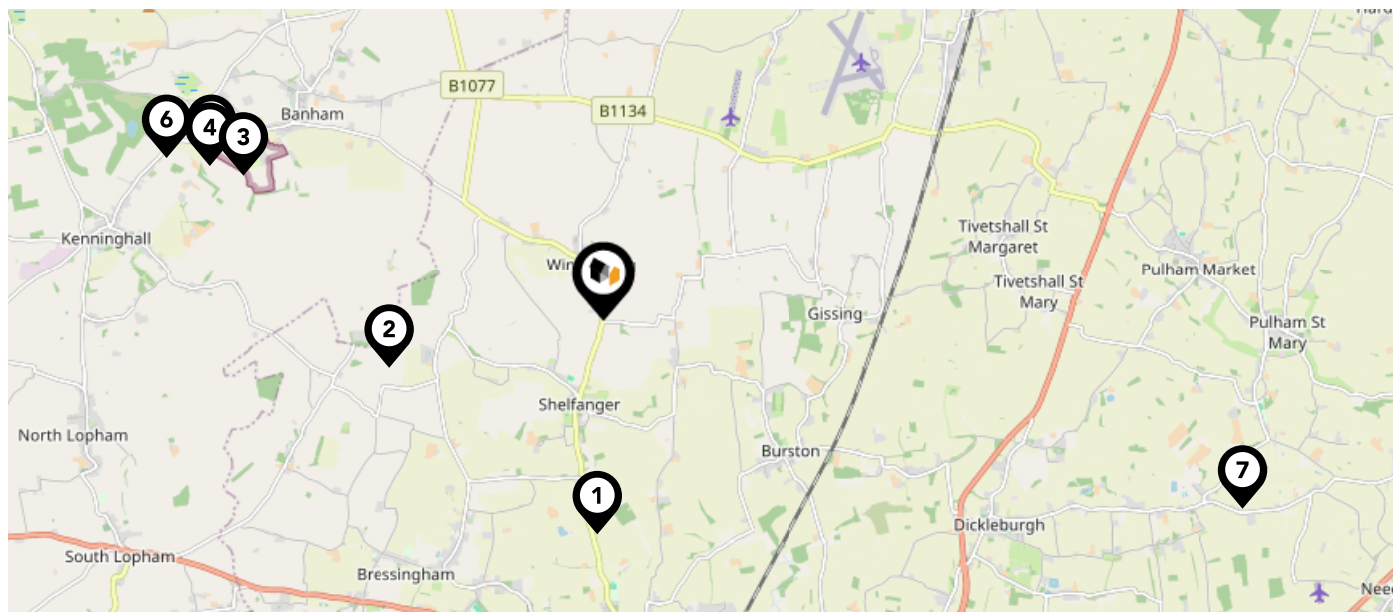 B1077
B1134
Banham
6
4
3
Kenninghall
Tivetshall St
Margaret
Pulham Market
Tivetshall St
Mary
Gissing
Pulham St
Mary
2
Shelfanger
North Lopham
Burston
1
7
Dickleburgh
South Lopham
Bressingham